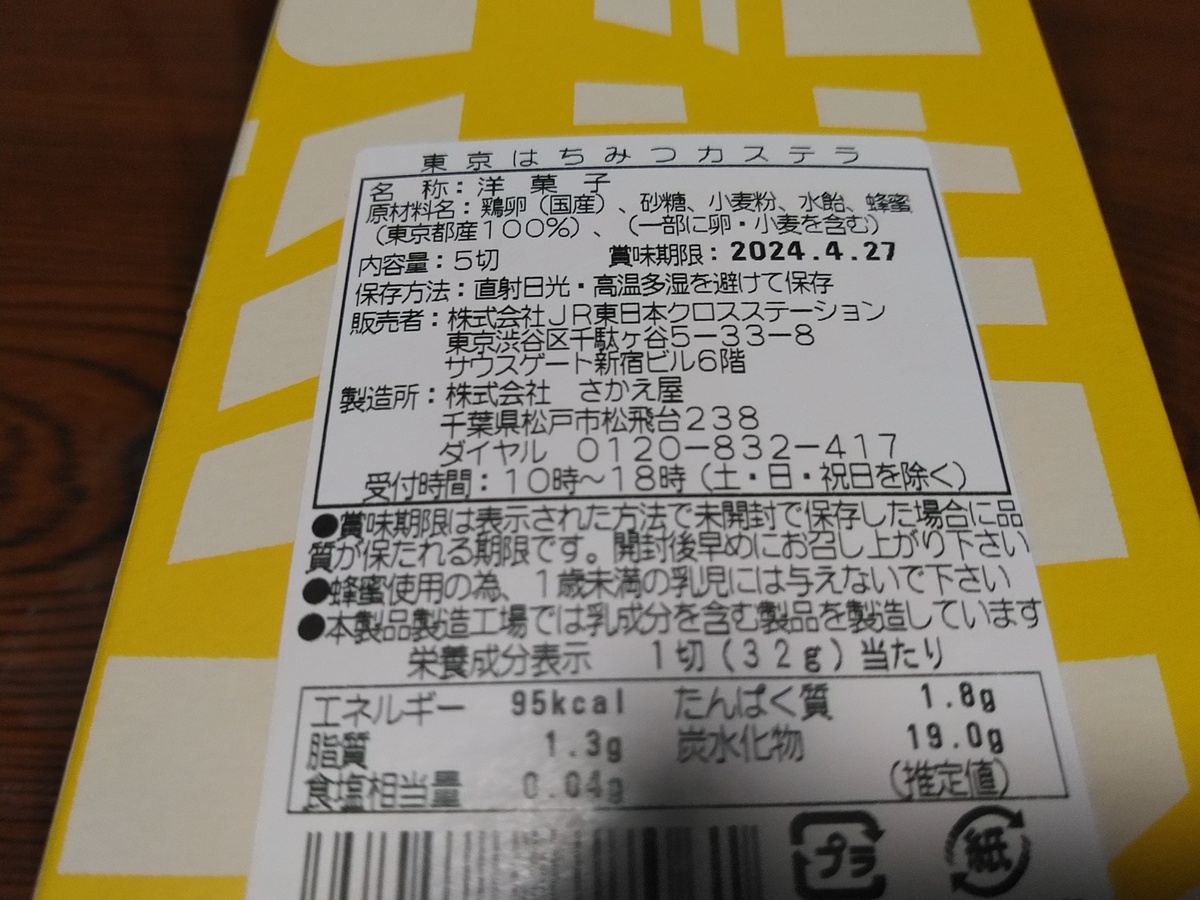 東京はちみつカステラ
名 称：洋 菓 子
原材料名：鶏卵（国産）、砂糖、小麦粉、水飴、蜂蜜
（東京都産１００％）、（一部に卵・小麦を含む）
内容量：５切 賞味期限：2024.4.27
保存方法：直射日光・高温多湿を避けて保存
販売者：株式会社ＪＲ東日本クロスステーション
東京渋谷区千駄ヶ谷５－３３－８
サウスゲート新宿ビル６階
製造所：株式会社 さかえ屋
千葉県松戸市松飛台２３８
ダイヤル ０１２０－８３２－４１７
受付時間：１０時～１８時（土・日・祝日を除く）
●賞味期限は表示された方法で未開封で保存した場合に品
質が保たれる期限です。開封後早めにお召し上がり下さい
●蜂蜜使用の為、１歳未満の乳児には与えないで下さい
●本製品製造工場では乳成分を含む製品を製造しています
栄養成分表示 １切（３２ｇ）当たり
エネルギー 95kcal たんぱく質 1.8g
脂質 1.3g 炭水化物 19.0g
食塩相当量 0.04g （推定値）
プラ 紙